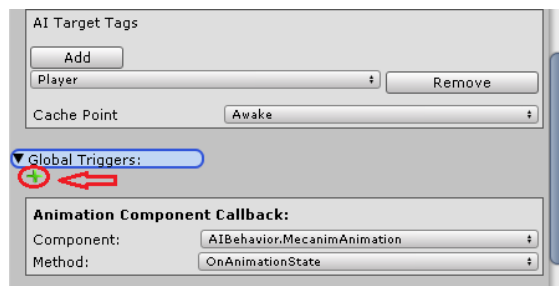 AI Target Tags
Add
Player
Remove
Cache Point Awake
Global Triggers:
Animation Component Callback:
Component: AIBehavior.MecanimAnimation
Method: OnAnimationState